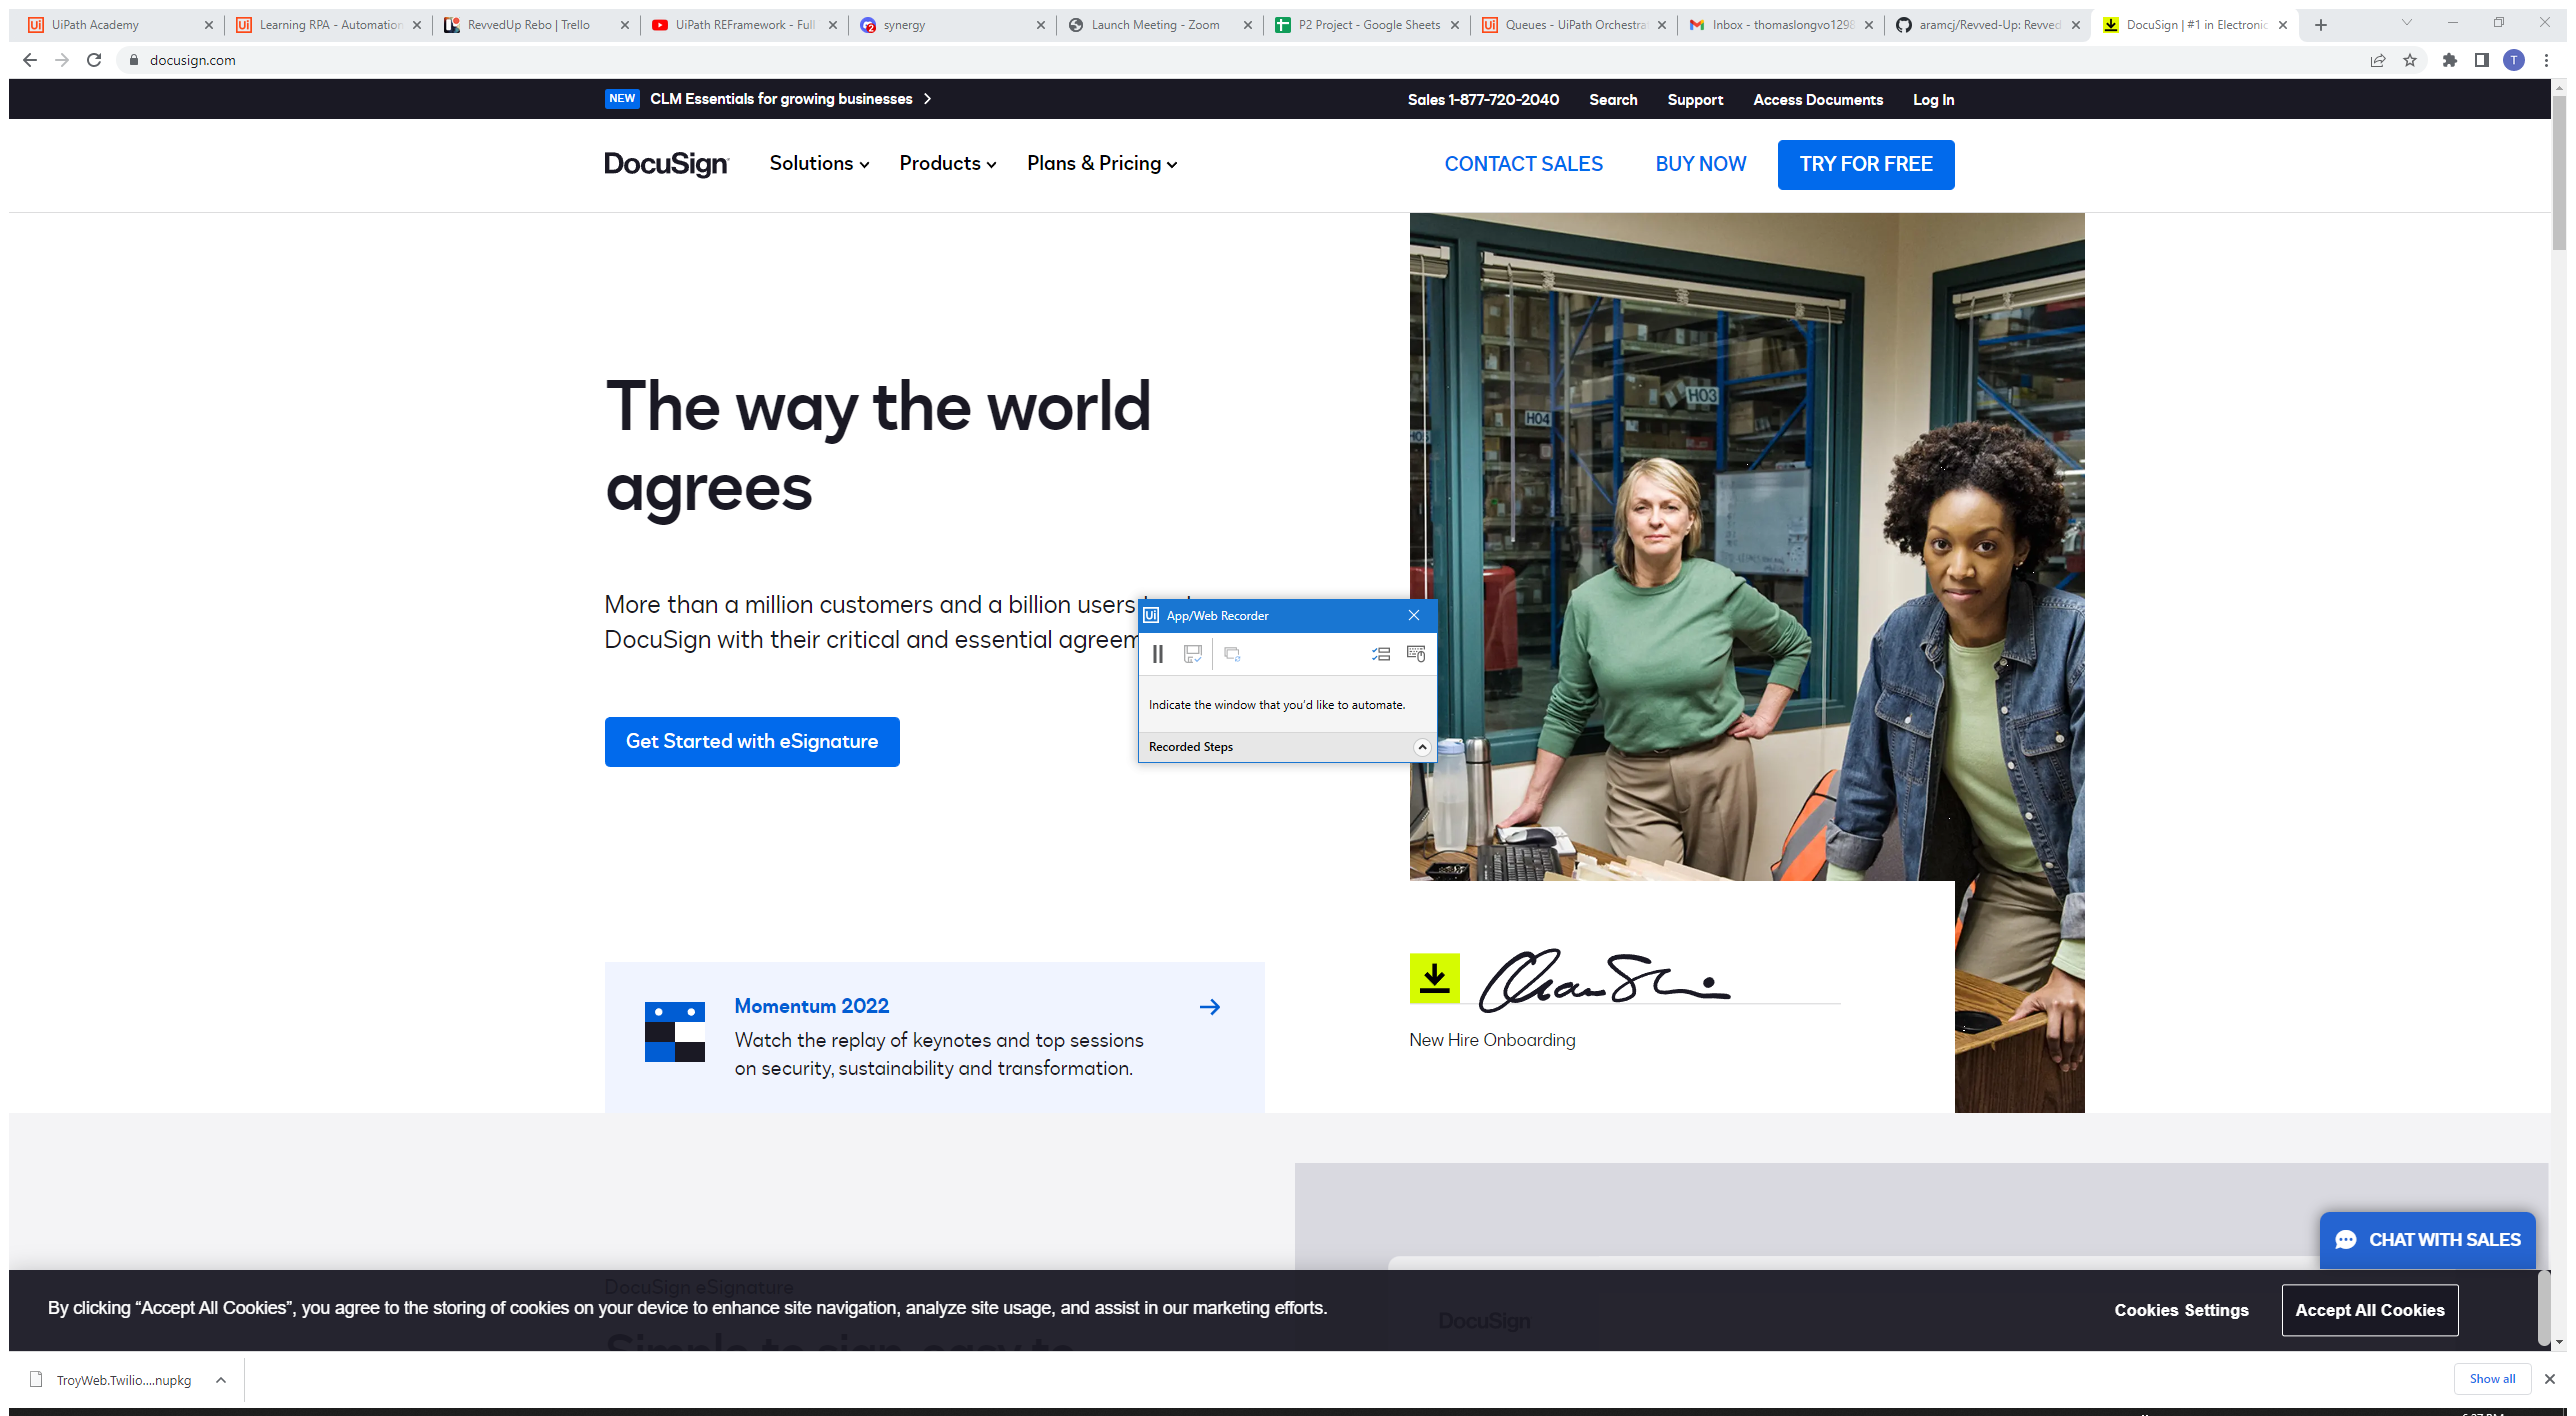 UiPath Academy
Learning RPA - Automation
RevvedUp Rebo | Trello
UiPath REFramework - Full
synergy
Launch Meeting - Zoom
P2 Project - Google Sheets
Queues - UiPath Orchestra
Inbox - thomaslongvo1298
aramcj/Revved-Up: Revved
DocuSign | #1 in Electronic
docusign.com
T
NEW CLM Essentials for growing businesses
Sales 1-877-720-2040 Search Support Access Documents Log In
DocuSign Solutions Products Plans & Pricing
CONTACT SALES BUY NOW TRY FOR FREE
The way the world
agrees
More than a million customers and a billion users
DocuSign with their critical and essential
Get Started with eSignature
Ui App/Web Recorder
Indicate the window that you'd like to automate.
Recorded Steps
H03
H04
Momentum 2022
Watch the replay of keynotes and top sessions
on security, sustainability and transformation.
New Hire Onboarding
CHAT WITH SALES
DocuSign eSignature
By clicking “Accept All Cookies”, you agree to the storing of cookies on your device to enhance site navigation, analyze site usage, and assist in our marketing efforts.
Cookies Settings
Accept All Cookies
DocuSign
Simple to sign, easy to
TroyWeb.Twilio....nupkg
Show all